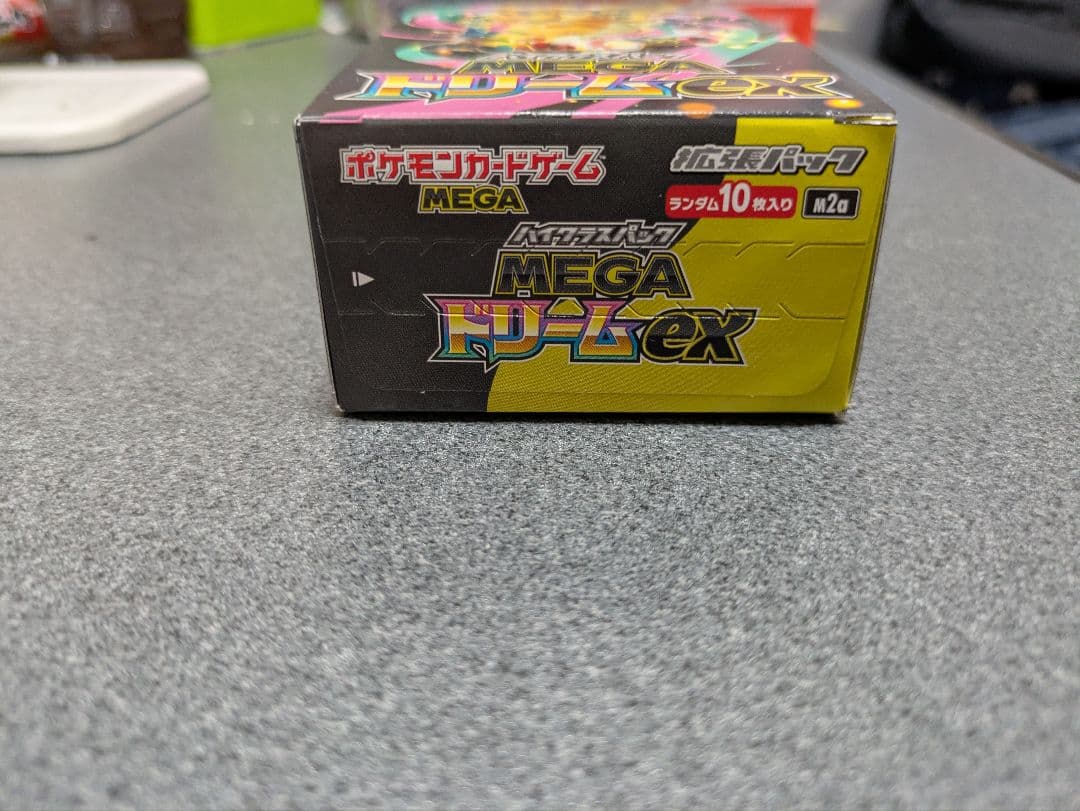 MEGA
ドリームex
ポケモンカードゲーム
MEGA
拡張パック
ランダム10枚入り
M2a
ハイクラスパック
MEGA
ドリームex